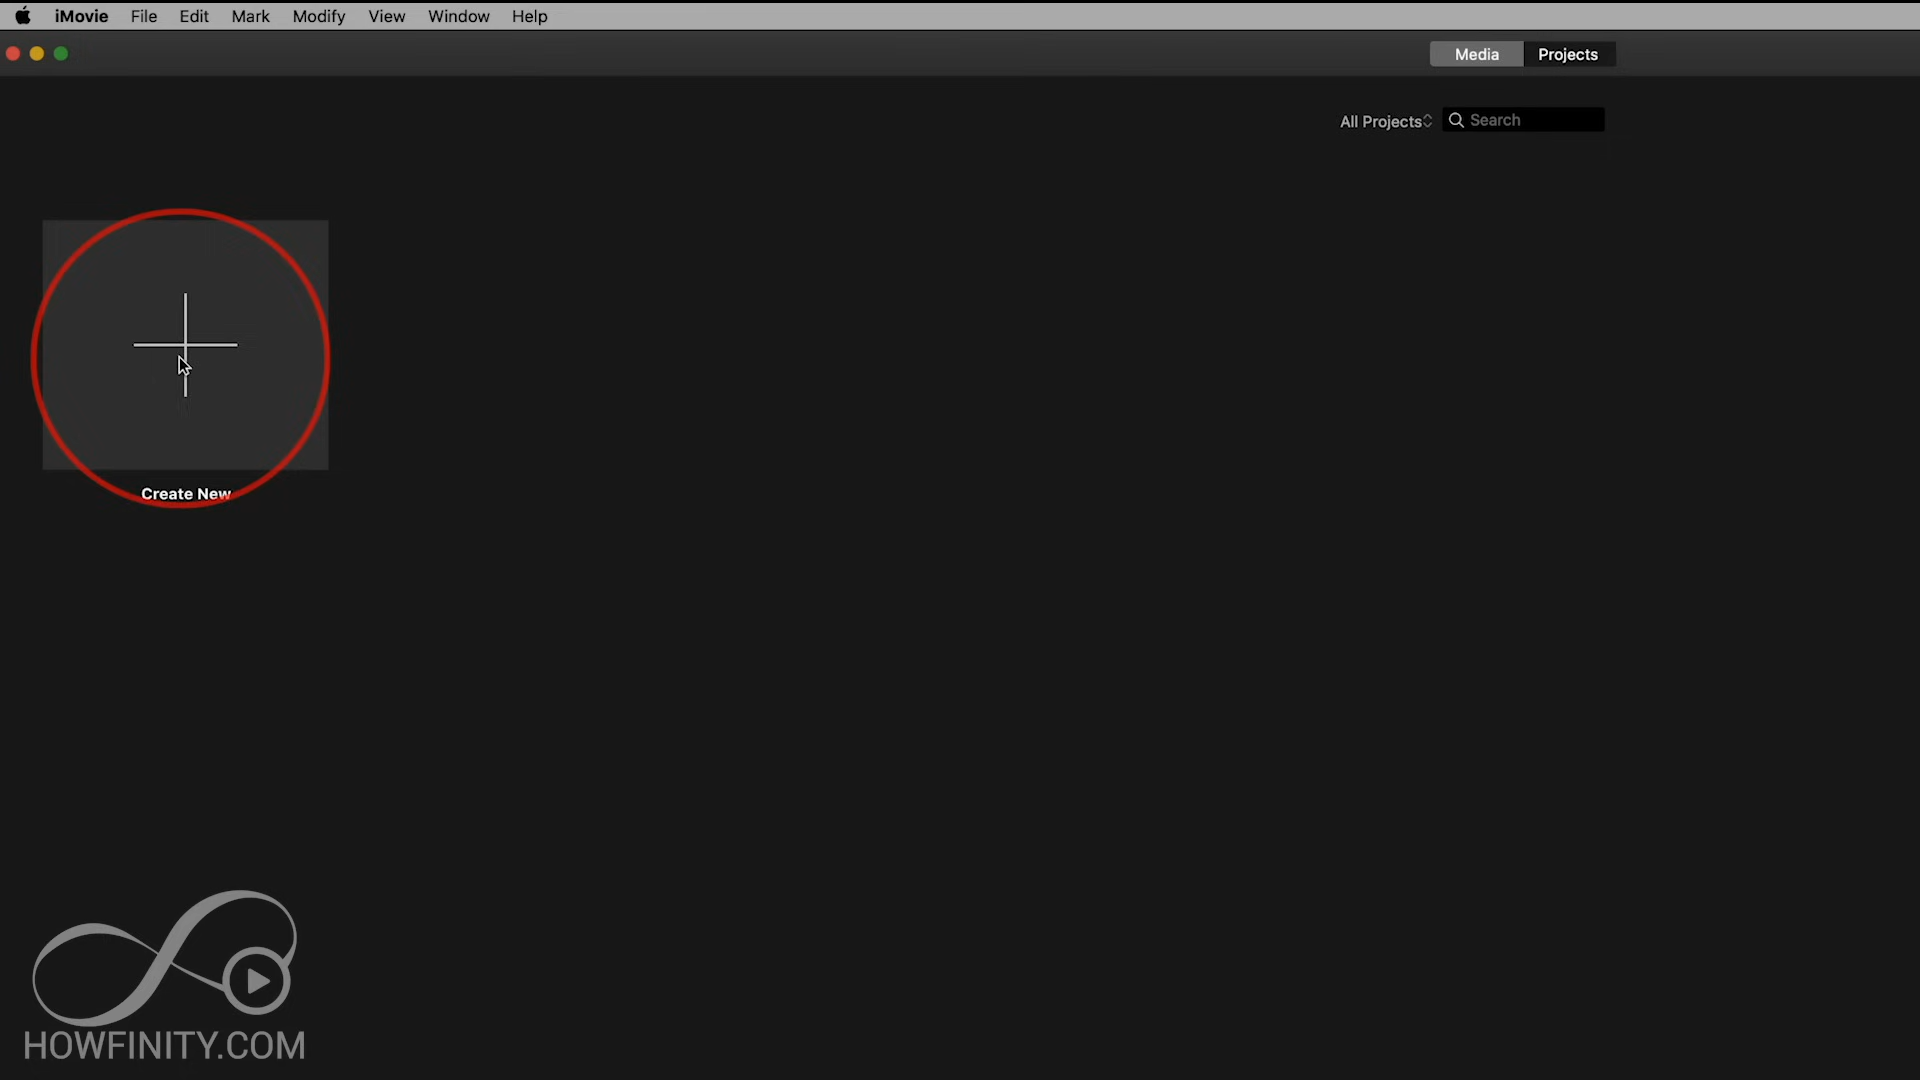 iMovie File Edit Mark Modify View Window Help
Media Projects
All Projects Search
Create New
HOWFINITY.COM